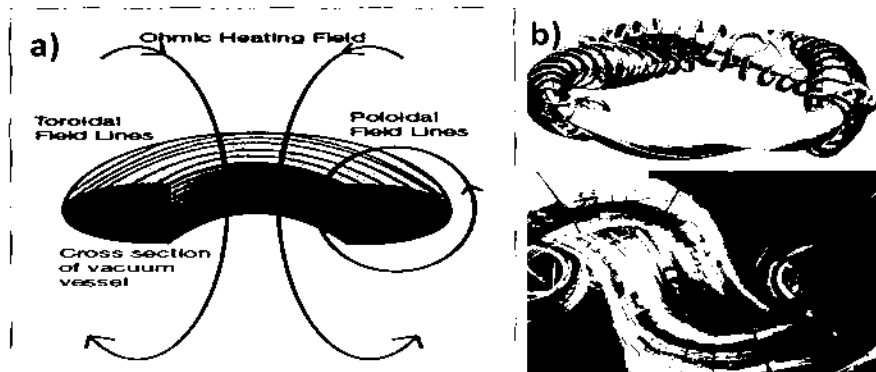 a)
Ohmic Heating Field
Toroidal
Field Lines
Poloidal
Field Lines
Cross section
of vacuum
vessel
b)